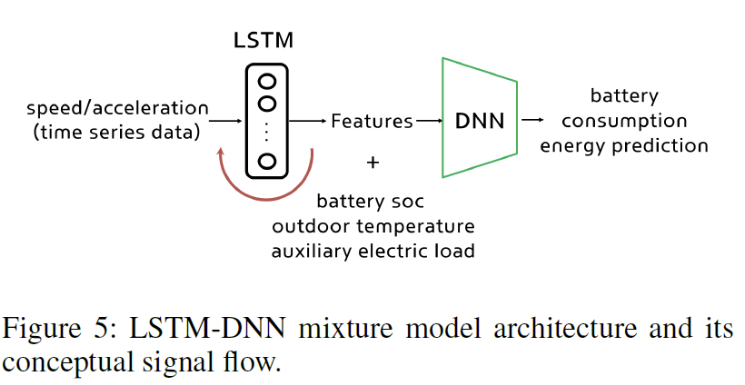 LSTM
speed/acceleration
(time series data)
Features
+
battery soc
outdoor temperature
auxiliary electric load
DNN
battery
consumption
energy prediction
Figure 5: LSTM-DNN mixture model architecture and its
conceptual signal flow.